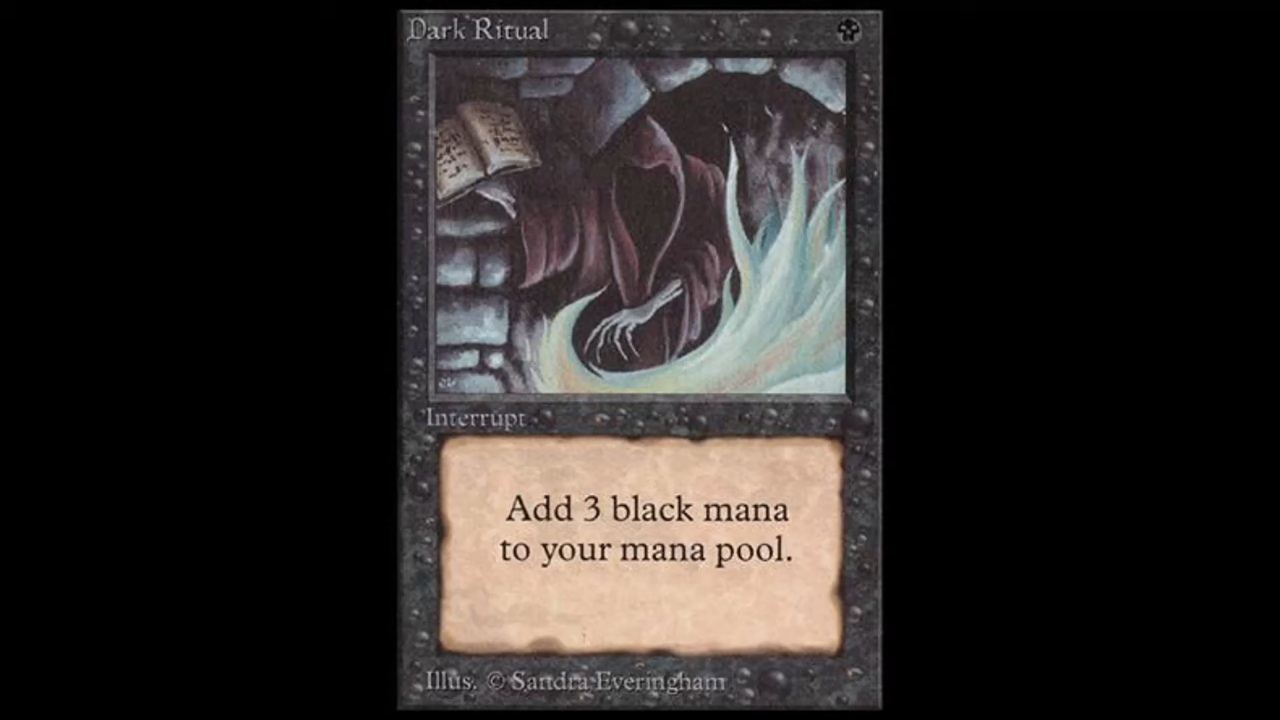 Dark Ritual
Interrupt
Add 3 black mana
to your mana pool.
Illus. © Sandra Everingham